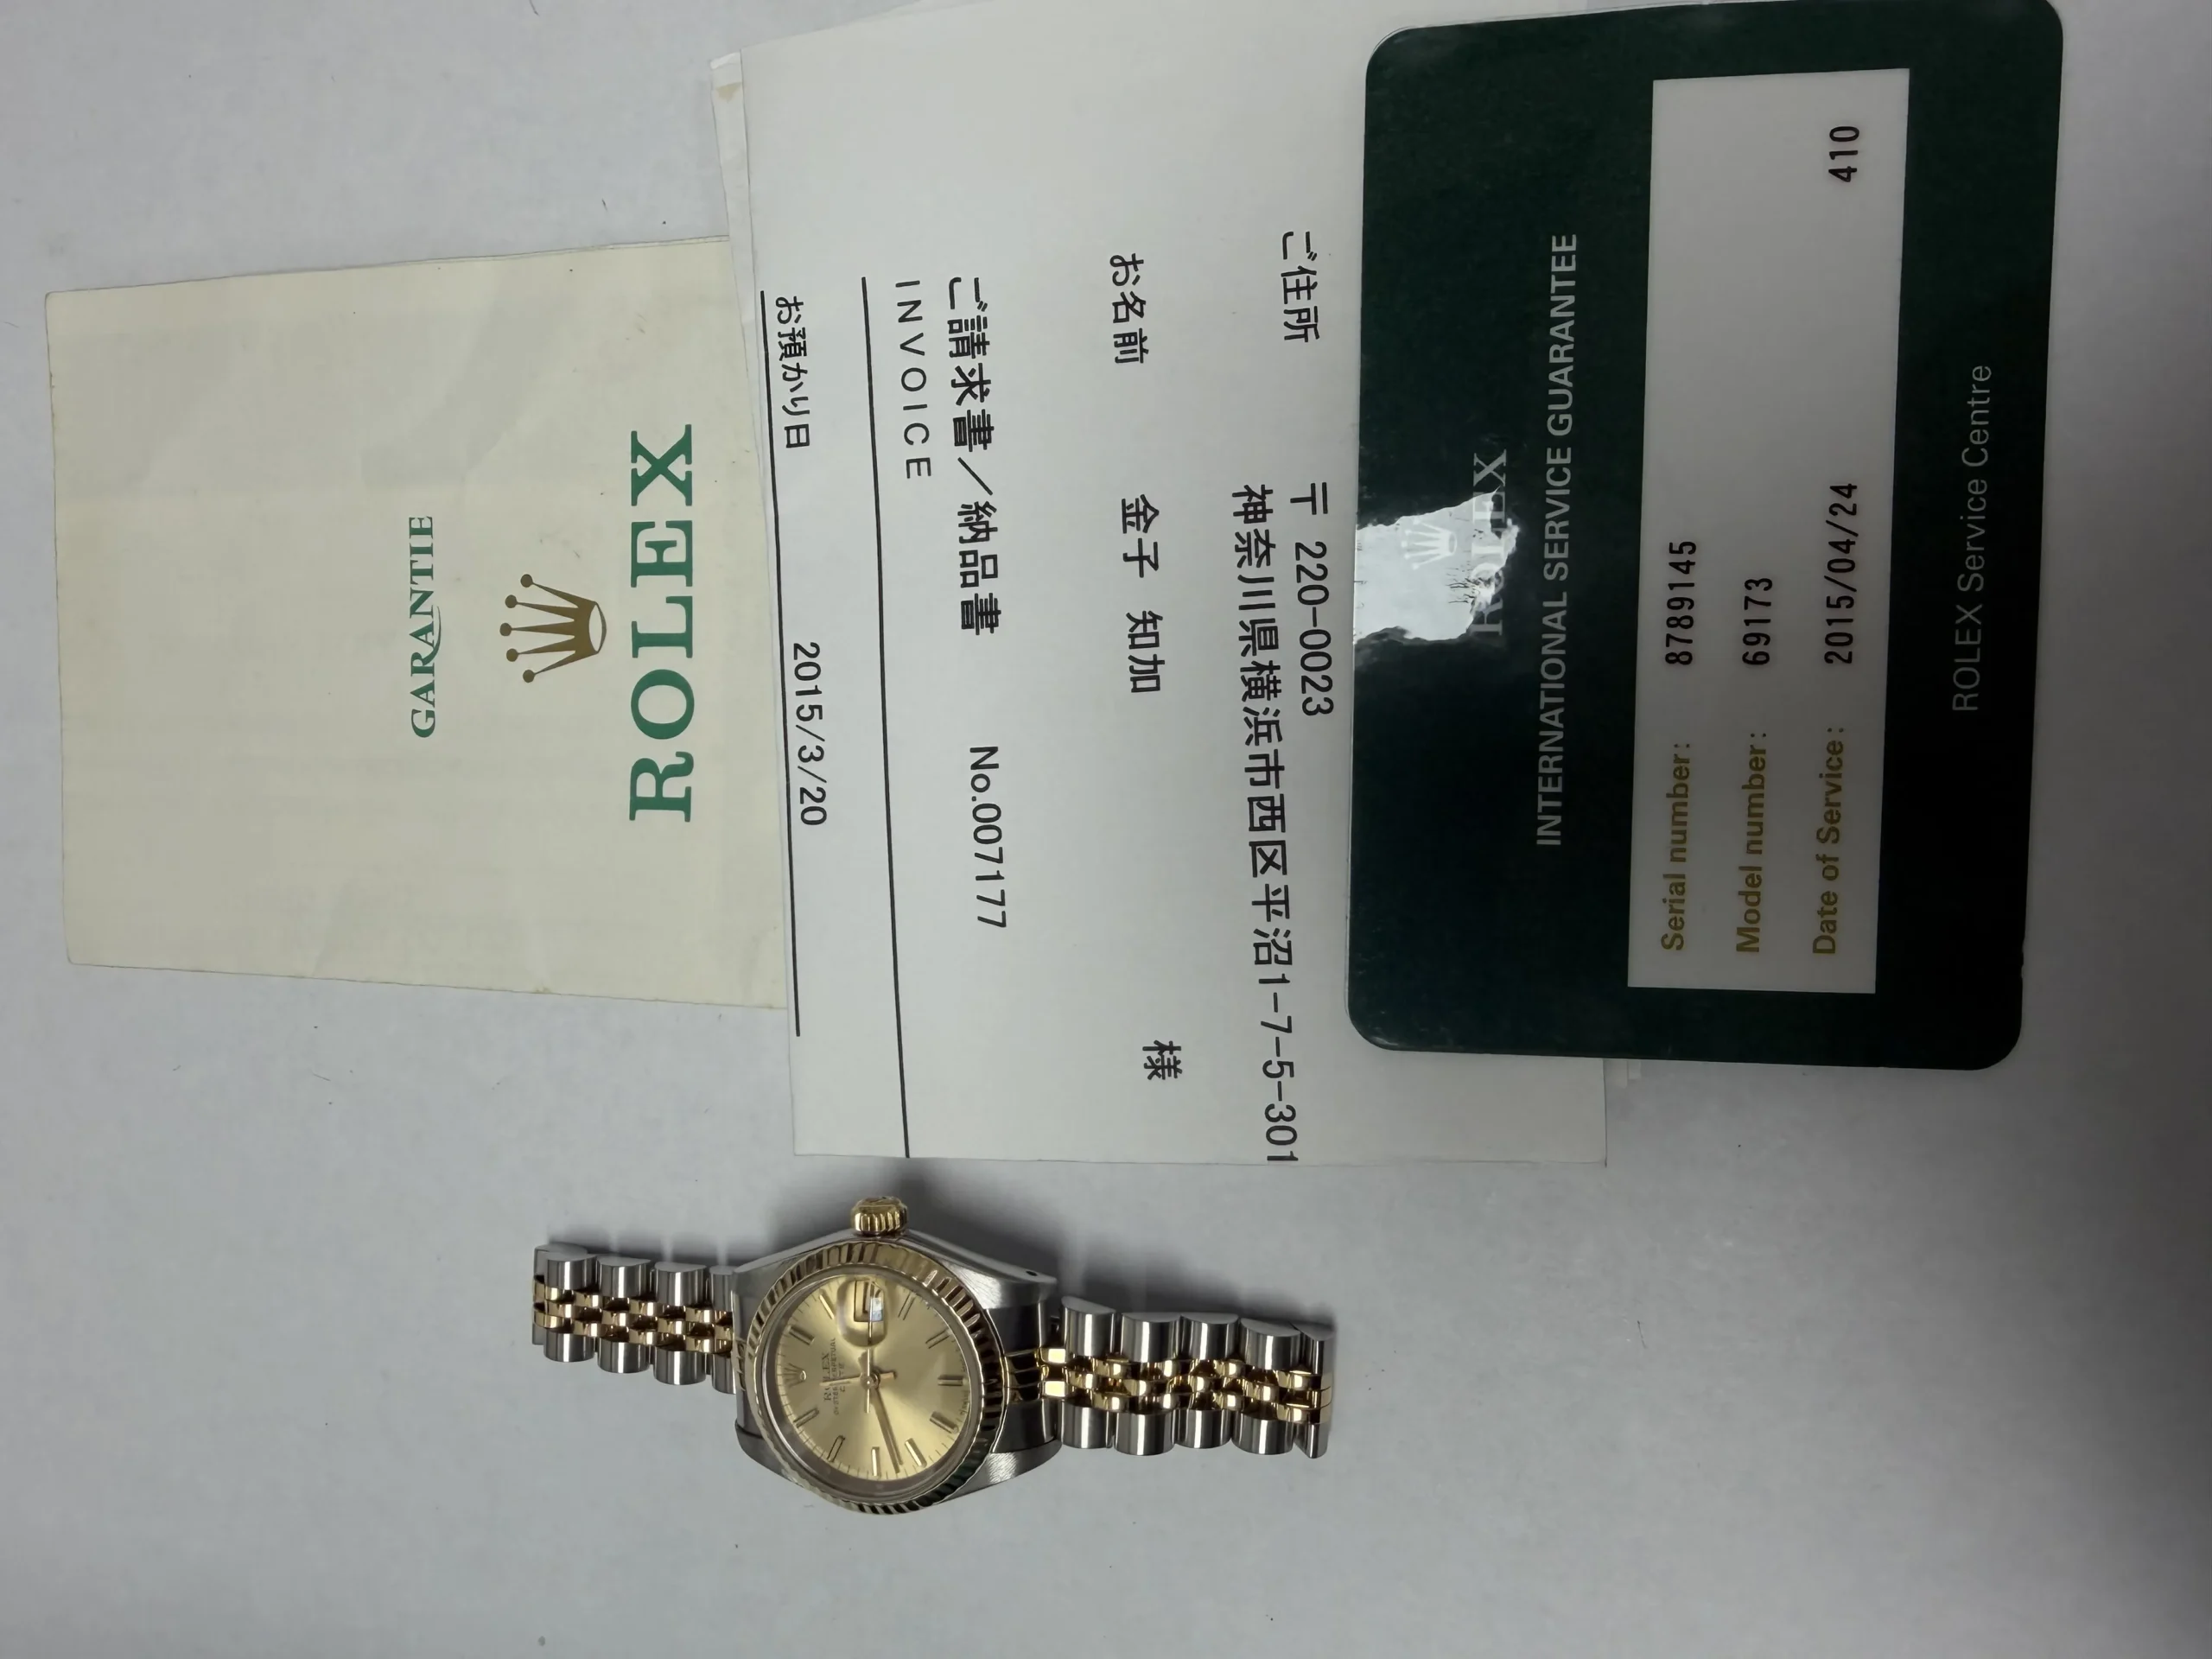 GARANTIE
ROLEX
ご住所 〒 220-0023
神奈川県横浜市西区平沼1-7-5-301
お名前 金子 知加 様
ご請求書/納品書 No.007177
INVOICE
お預かり日 2015/3/20
ROLEX
INTERNATIONAL SERVICE GUARANTEE
Serial number: 8789145
Model number: 69173
Date of Service: 2015/04/24 410
ROLEX Service Centre
ROLEX